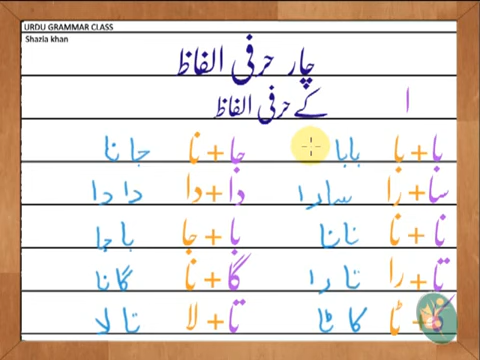 URDU GRAMMAR CLASS
Shazia khan
چار حرفی الفاظ
ا کے حرفی الفاظ
با + با بابا جا + نا جانا
سا + را سارا دا + دا دادا
نا + نا نانا با + جا باجا
تا + را تارا گا + نا گانا
+ ٹا کاٹا تا + لا تالا